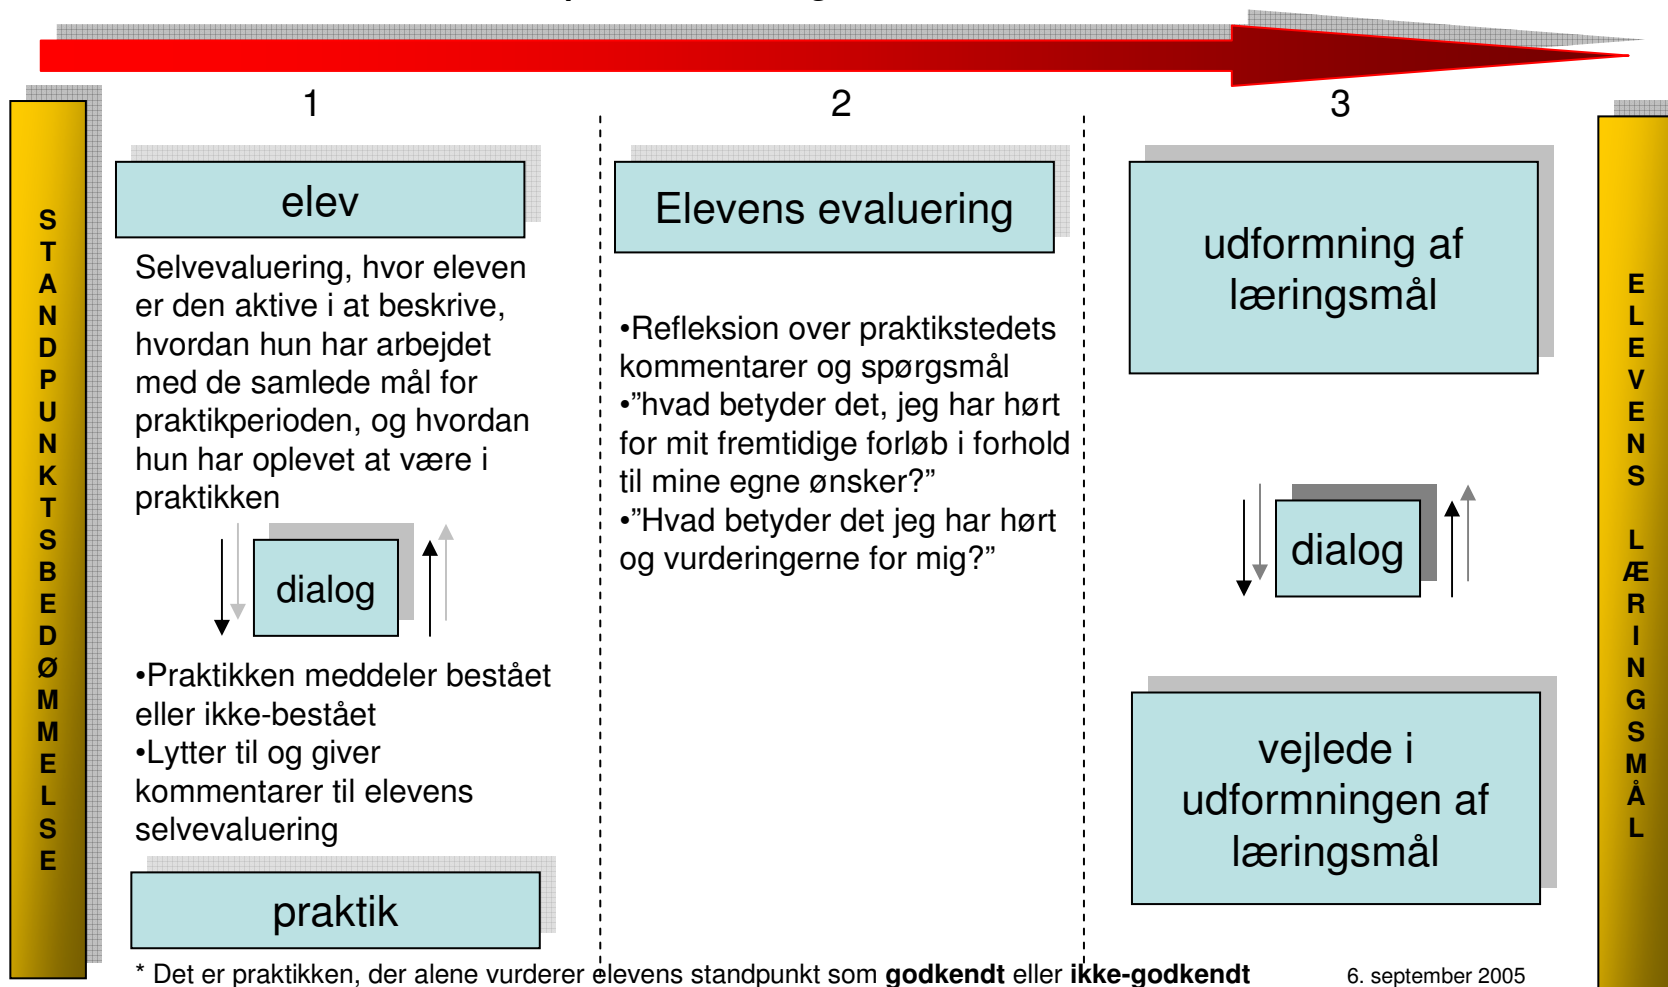 1
2
3
STANDPUNKTSBEDØMMELSE
elev
Selvevaluering, hvor eleven
er den aktive i at beskrive,
hvordan hun har arbejdet
med de samlede mål for
praktikperioden, og hvordan
hun har oplevet at være i
praktikken
dialog
•Praktikken meddeler bestået
eller ikke-bestået
•Lytter til og giver
kommentarer til elevens
selvevaluering
praktik
Elevens evaluering
•Refleksion over praktikstedets
kommentarer og spørgsmål
•”hvad betyder det, jeg har hørt
for mit fremtidige forløb i forhold
til mine egne ønsker?”
•”Hvad betyder det jeg har hørt
og vurderingerne for mig?”
udformning af
læringsmål
dialog
vejlede i
udformningen af
læringsmål
ELEVENS LÆRINGSMÅL
* Det er praktikken, der alene vurderer elevens standpunkt som godkendt eller ikke-godkendt
6. september 2005